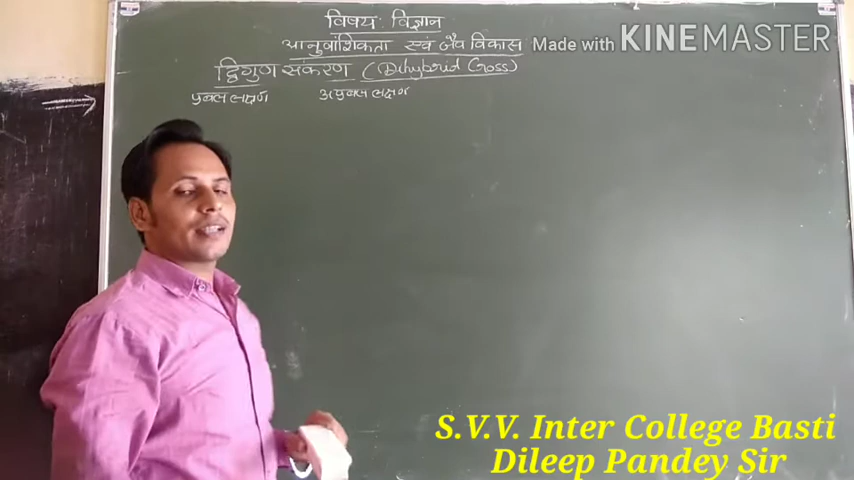 विषय: विज्ञान
आनुवांशिकता एवं जैव विकास
द्विगुण संकरण (Dihybrid Cross)
प्रबल लक्षण अप्रबल लक्षण
Made with KINEMASTER
S.V.V. Inter College Basti
Dileep Pandey Sir